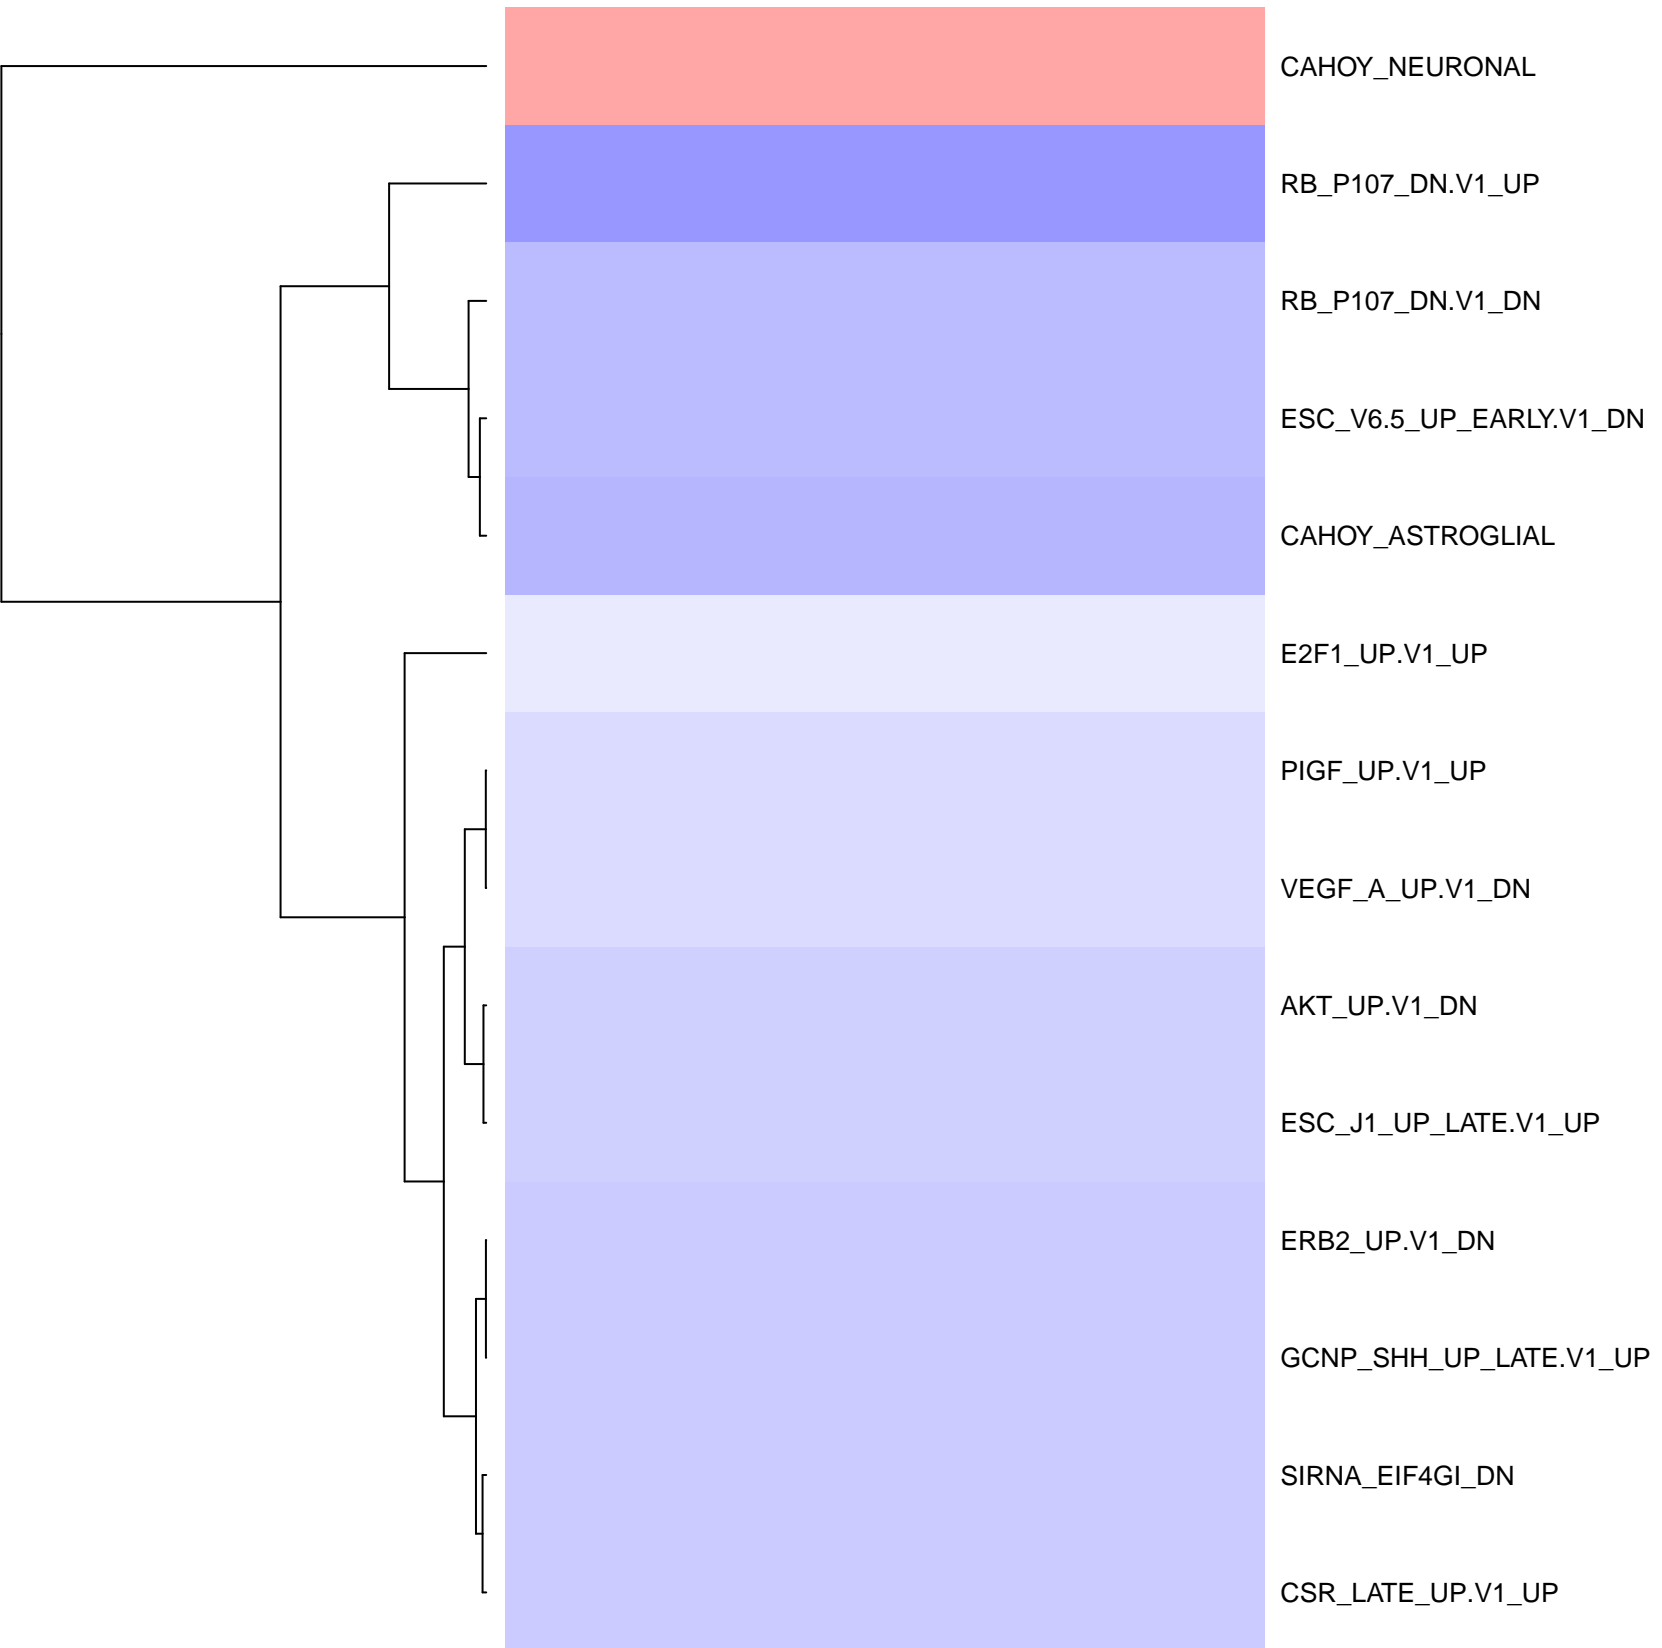 CAHOY_NEURONAL
RB_P107_DN.V1_UP
RB_P107_DN.V1_DN
ESC_V6.5_UP_EARLY.V1_DN
CAHOY_ASTROGLIAL
E2F1_UP.V1_UP
PIGF_UP.V1_UP
VEGF_A_UP.V1_DN
AKT_UP.V1_DN
ESC_J1_UP_LATE.V1_UP
ERB2_UP.V1_DN
GCNP_SHH_UP_LATE.V1_UP
SIRNA_EIF4GI_DN
CSR_LATE_UP.V1_UP